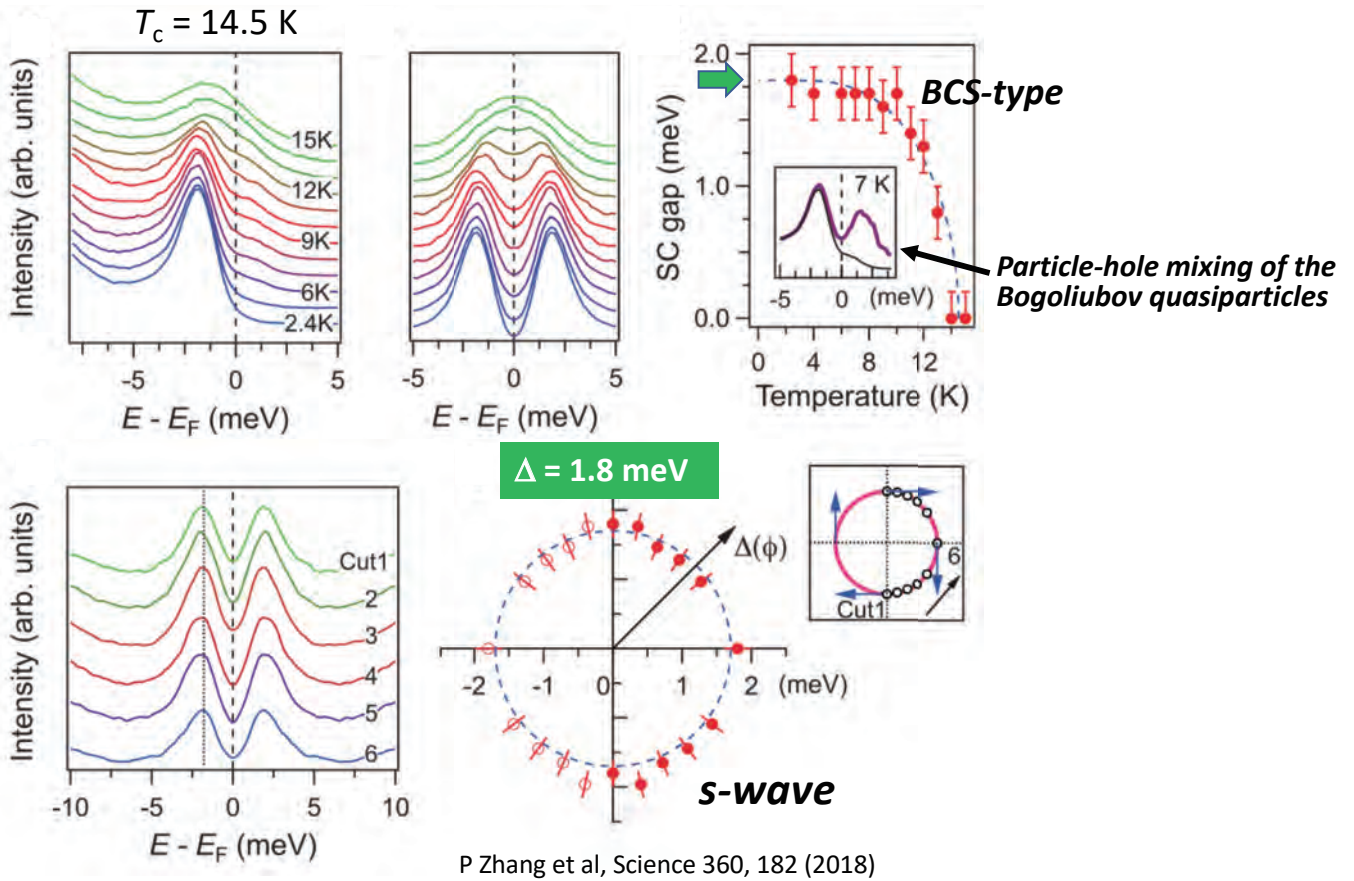 T_c = 14.5 K
Intensity (arb. units)
15K
12K
9K
6K
2.4K
-5 0 5
E - E_F (meV)
-5 0 5
E - E_F (meV)
SC gap (meV)
2.0
1.0
0.0
BCS-type
7 K
-5 0 (meV)
0 4 8 12
Temperature (K)
Particle-hole mixing of the
Bogoliubov quasiparticles
Intensity (arb. units)
Cut1
2
3
4
5
6
-10 -5 0 5 10
E - E_F (meV)
Δ = 1.8 meV
Δ(ϕ)
-2 -1 0 1 2 (meV)
s-wave
6
Cut1
P Zhang et al, Science 360, 182 (2018)